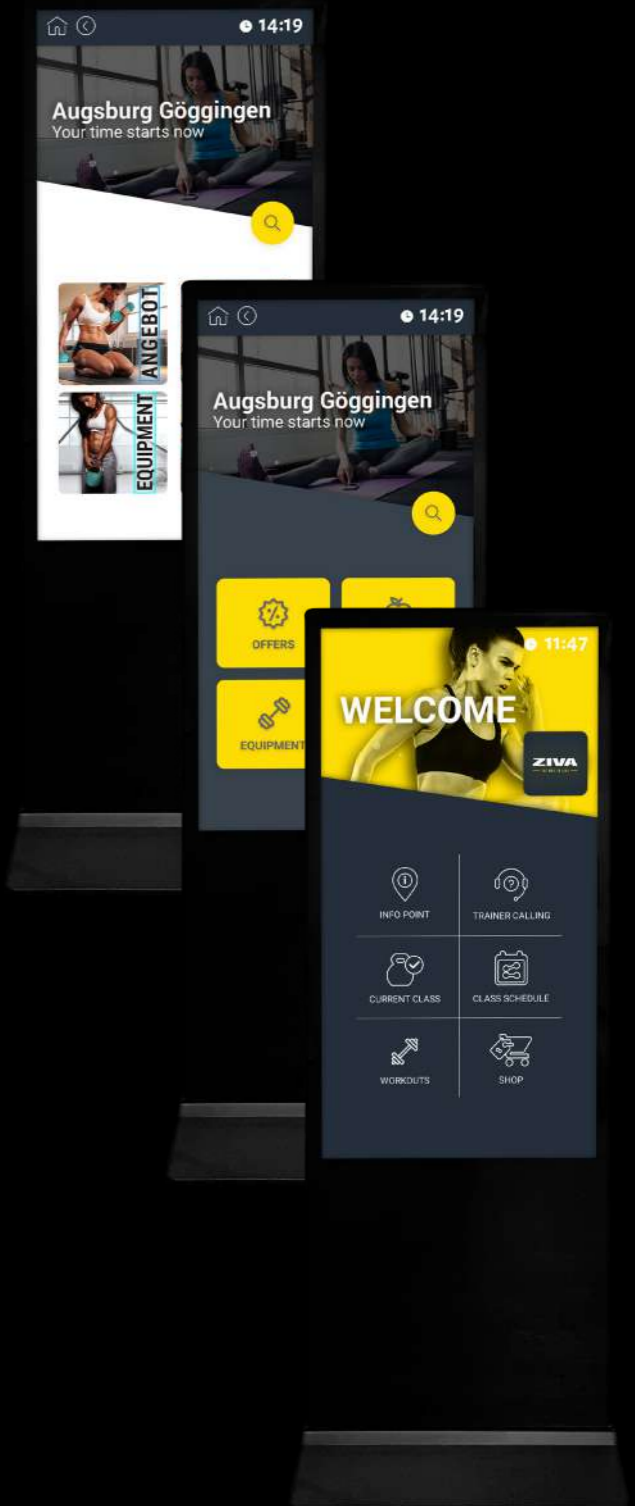 14:19
Augsburg Göggingen
Your time starts now
ANGEBOT
EQUIPMENT
14:19
Augsburg Göggingen
Your time starts now
OFFERS
EQUIPMENT
11:47
WELCOME
ZIVA
INFO POINT
TRAINER CALLING
CURRENT CLASS
CLASS SCHEDULE
WORKOUTS
SHOP